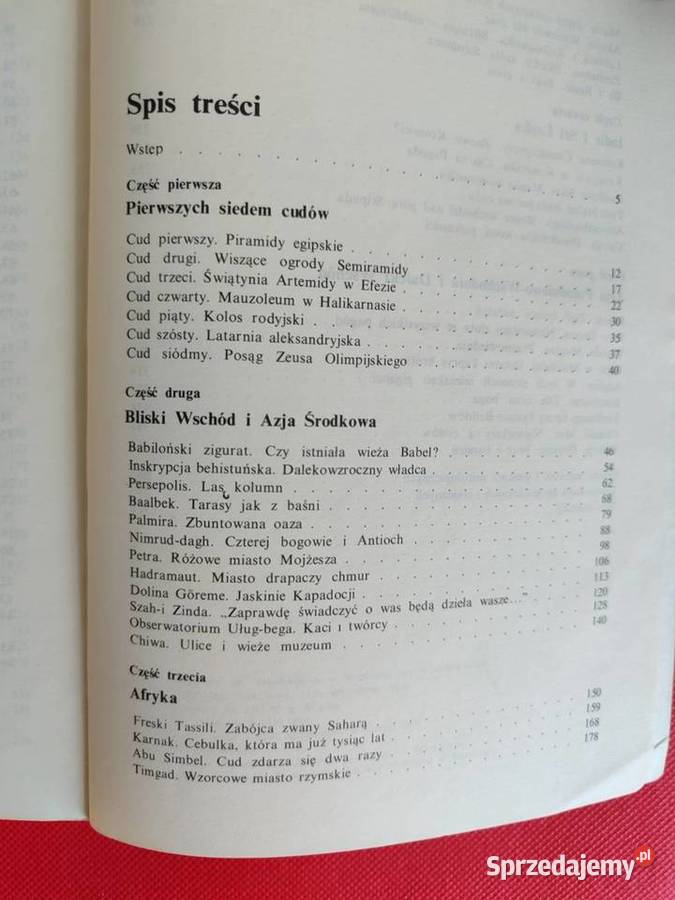 Spis treści
Wstep . . . . . . . . . . . . . . . 5
Część pierwsza
Pierwszych siedem cudów
Cud pierwszy. Piramidy egipskie . . . . . . . . . . 12
Cud drugi. Wiszące ogrody Semiramidy . . . . . . . . 17
Cud trzeci. Świątynia Artemidy w Efezie . . . . . . . . 22
Cud czwarty. Mauzoleum w Halikarnasie . . . . . . . . 30
Cud piąty. Kolos rodyjski . . . . . . . . . . 35
Cud szósty. Latarnia aleksandryjska . . . . . . . . 37
Cud siódmy. Posąg Zeusa Olimpijskiego . . . . . . . . 40
Część druga
Bliski Wschód i Azja Środkowa
Babiloński zigurat. Czy istniała wieża Babel? . . . . . . . 46
Inskrypcja behistuńska. Dalekowzroczny władca . . . . . . . 54
Persepolis. Las kolumn . . . . . . . . . . 62
Baalbek. Tarasy jak z baśni . . . . . . . . . . 68
Palmira. Zbuntowana oaza . . . . . . . . . . 79
Nimrud-dagh. Czterej bogowie i Antioch . . . . . . . . 88
Petra. Różowe miasto Mojżesza . . . . . . . . . . 98
Hadramaut. Miasto drapaczy chmur . . . . . . . . 106
Dolina Göreme. Jaskinie Kapadocji . . . . . . . . 113
Szah-i Zinda. „Zaprawdę świadczyć o was będą dzieła wasze...” . . 120
Obserwatorium Uług-bega. Kaci i twórcy . . . . . . . . 128
Chiwa. Ulice i wieże muzeum . . . . . . . . . . 140
Część trzecia
Afryka
Freski Tassili. Zabójca zwany Saharą . . . . . . . . 150
Karnak. Cebulka, która ma już tysiąc lat . . . . . . . . 159
Abu Simbel. Cud zdarza się dwa razy . . . . . . . . 168
Timgad. Wzorcowe miasto rzymskie . . . . . . . . 178
Sprzedajemy.pl